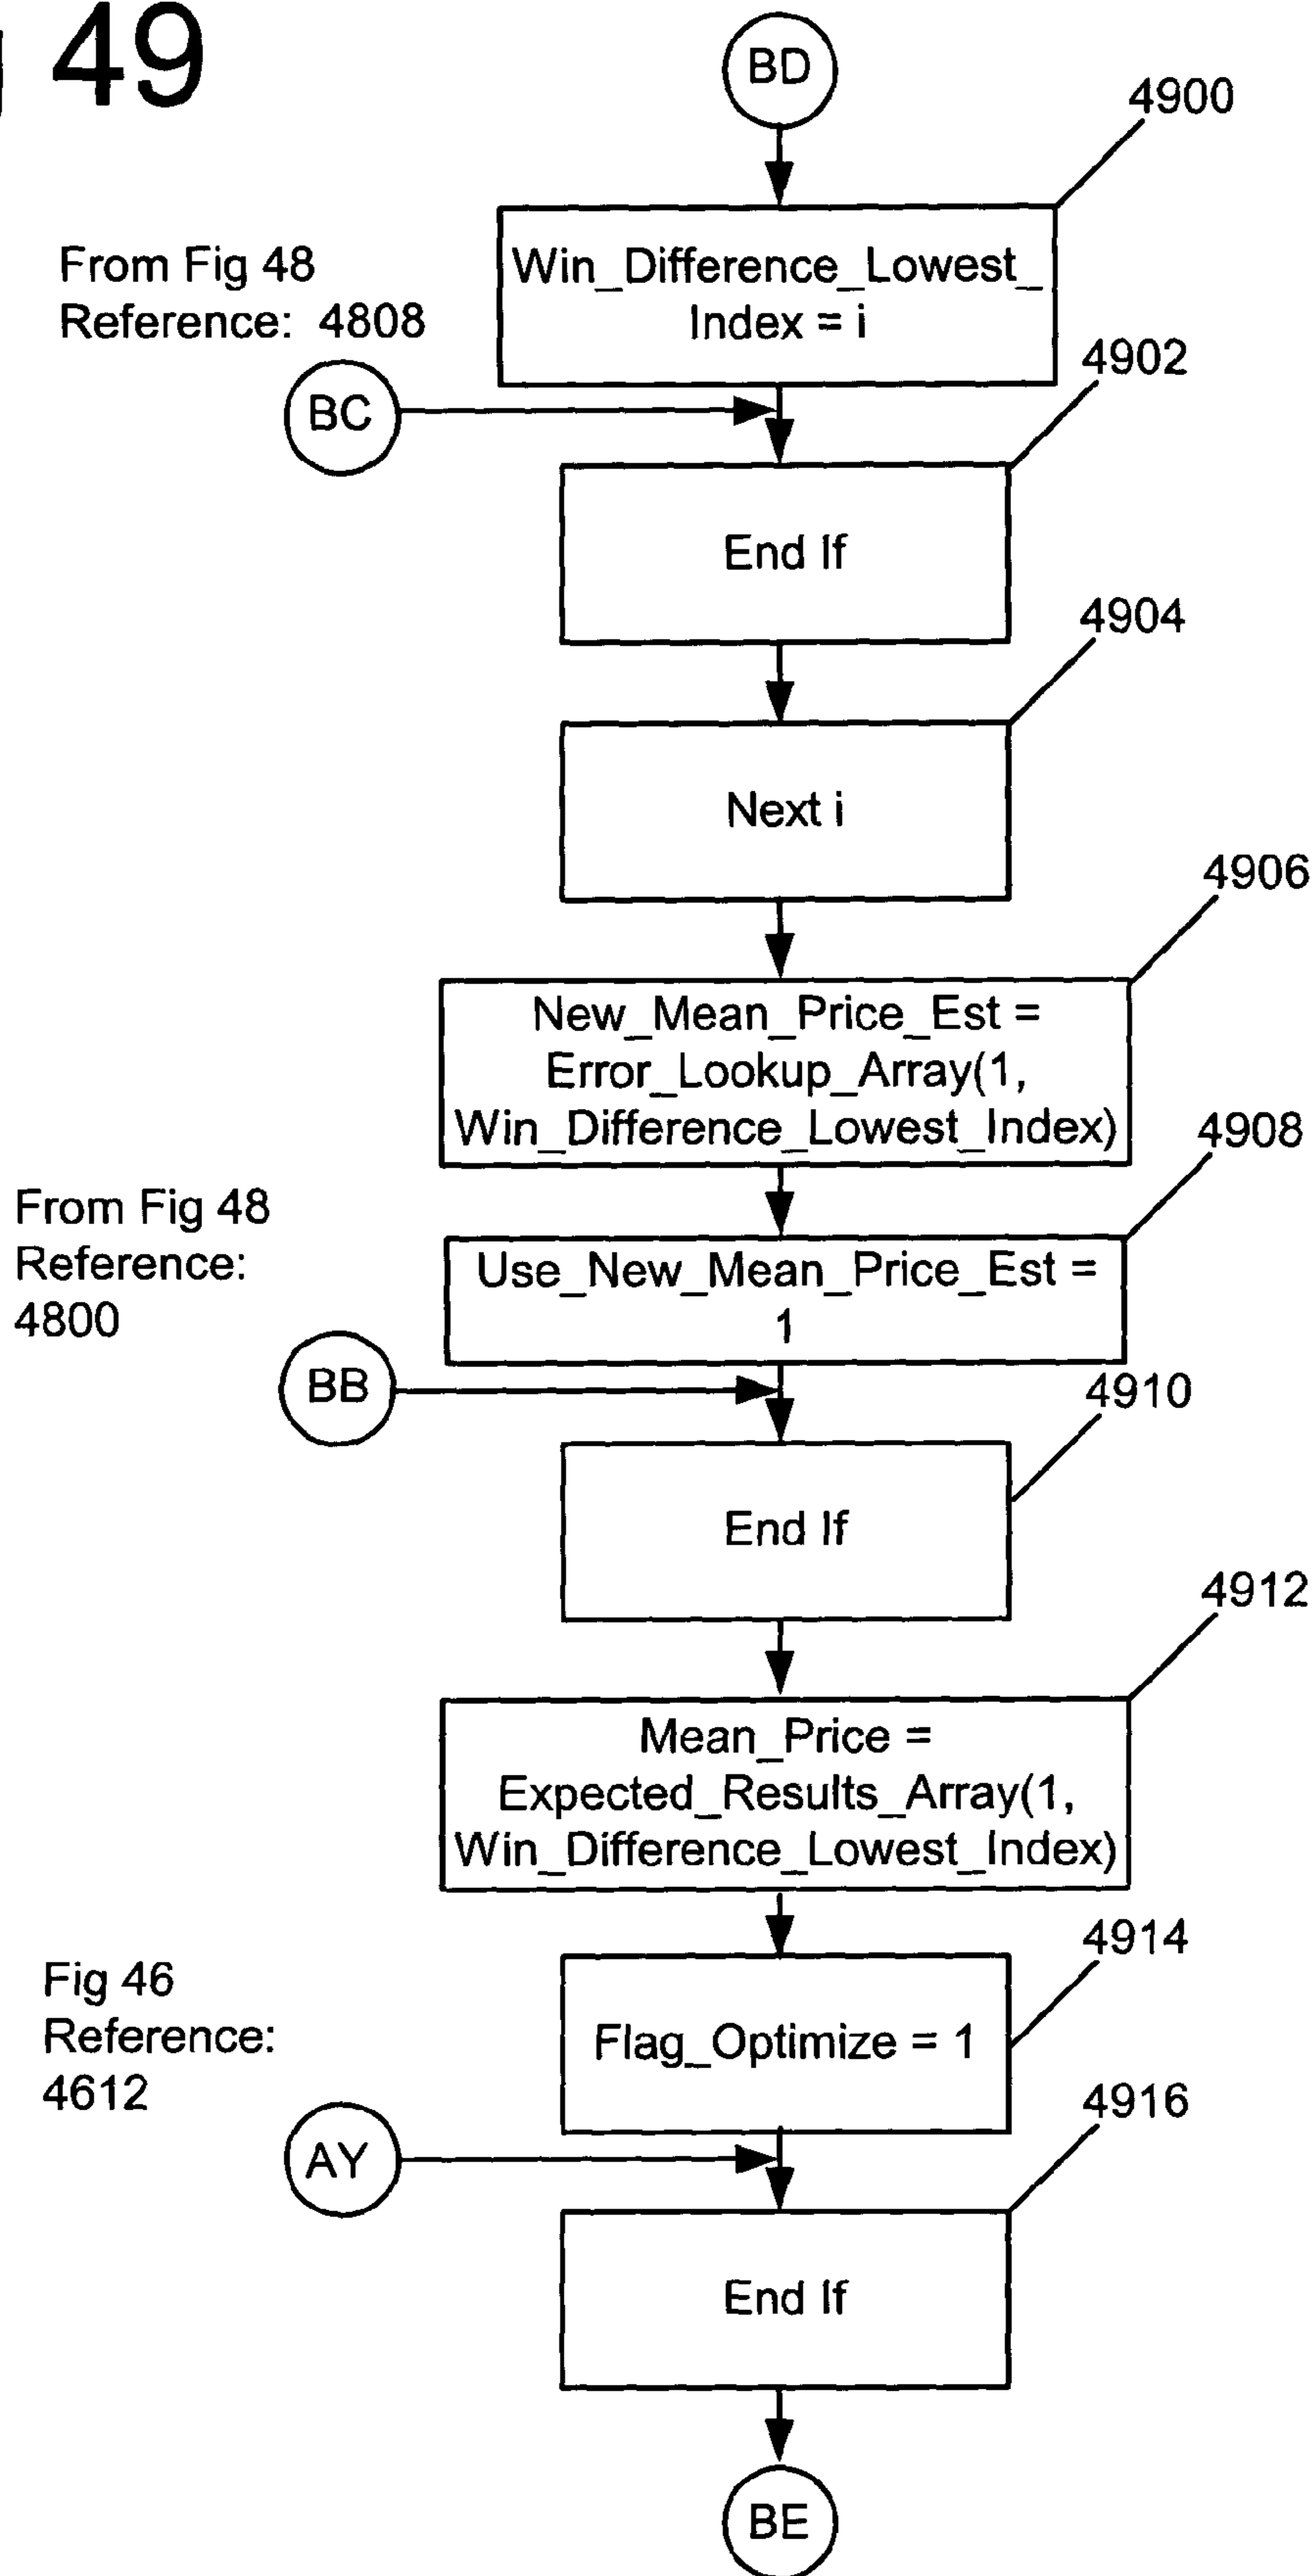 49
BD
4900
Win_Difference_Lowest_
Index = i
From Fig 48
Reference: 4808
4902
BC
End If
4904
Next i
4906
New_Mean_Price_Est =
Error_Lookup_Array(1,
Win_Difference_Lowest_Index)
4908
From Fig 48
Reference:
4800
Use_New_Mean_Price_Est =
1
BB
4910
End If
4912
Mean_Price =
Expected_Results_Array(1,
Win_Difference_Lowest_Index)
4914
Fig 46
Reference:
4612
Flag_Optimize = 1
4916
AY
End If
BE